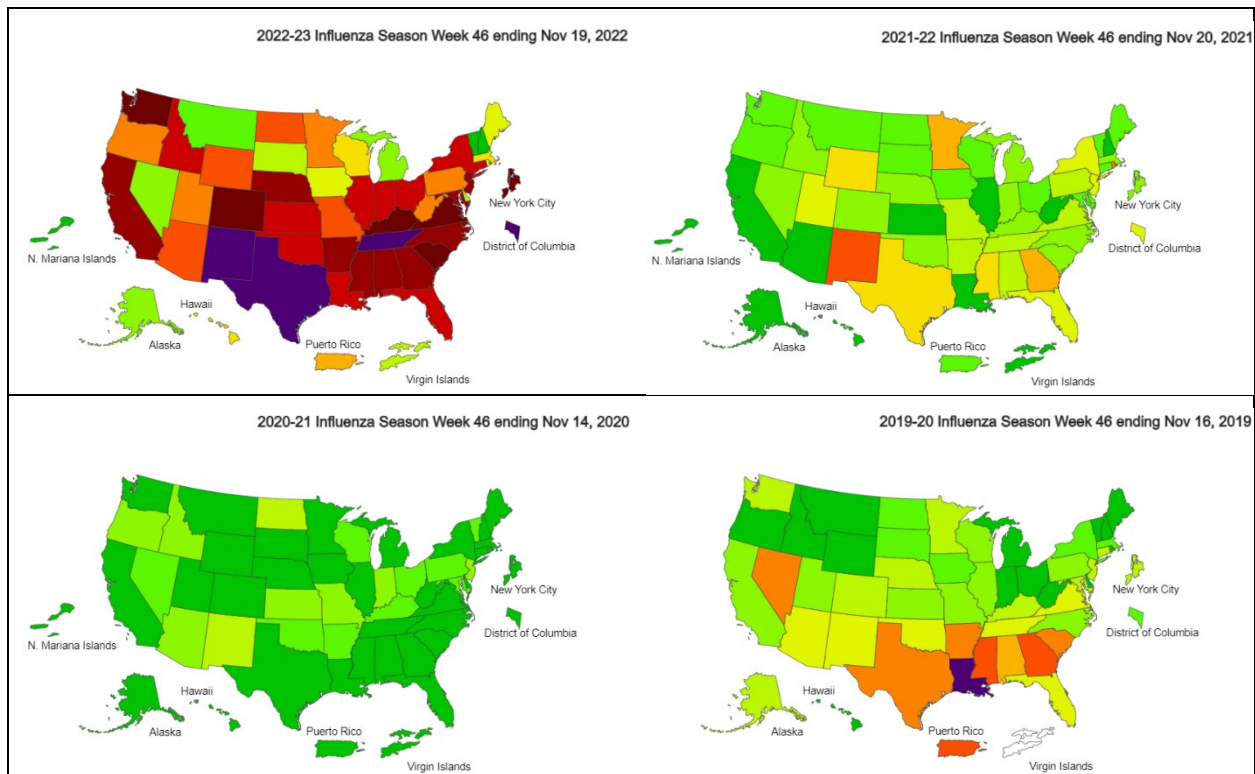 2022-23 Influenza Season Week 46 ending Nov 19, 2022
New York City
District of Columbia
N. Mariana Islands
Hawaii
Alaska
Puerto Rico
Virgin Islands
2021-22 Influenza Season Week 46 ending Nov 20, 2021
New York City
District of Columbia
N. Mariana Islands
Hawaii
Alaska
Puerto Rico
Virgin Islands
2020-21 Influenza Season Week 46 ending Nov 14, 2020
New York City
District of Columbia
N. Mariana Islands
Hawaii
Alaska
Puerto Rico
Virgin Islands
2019-20 Influenza Season Week 46 ending Nov 16, 2019
New York City
District of Columbia
Hawaii
Alaska
Puerto Rico
Virgin Islands